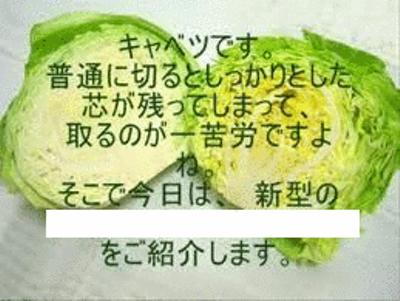 キャベツです。
普通に切るとしっかりとした
芯が残ってしまって、
取るのが一苦労ですよ
ね。
そこで今日は、 新型の
をご紹介します。